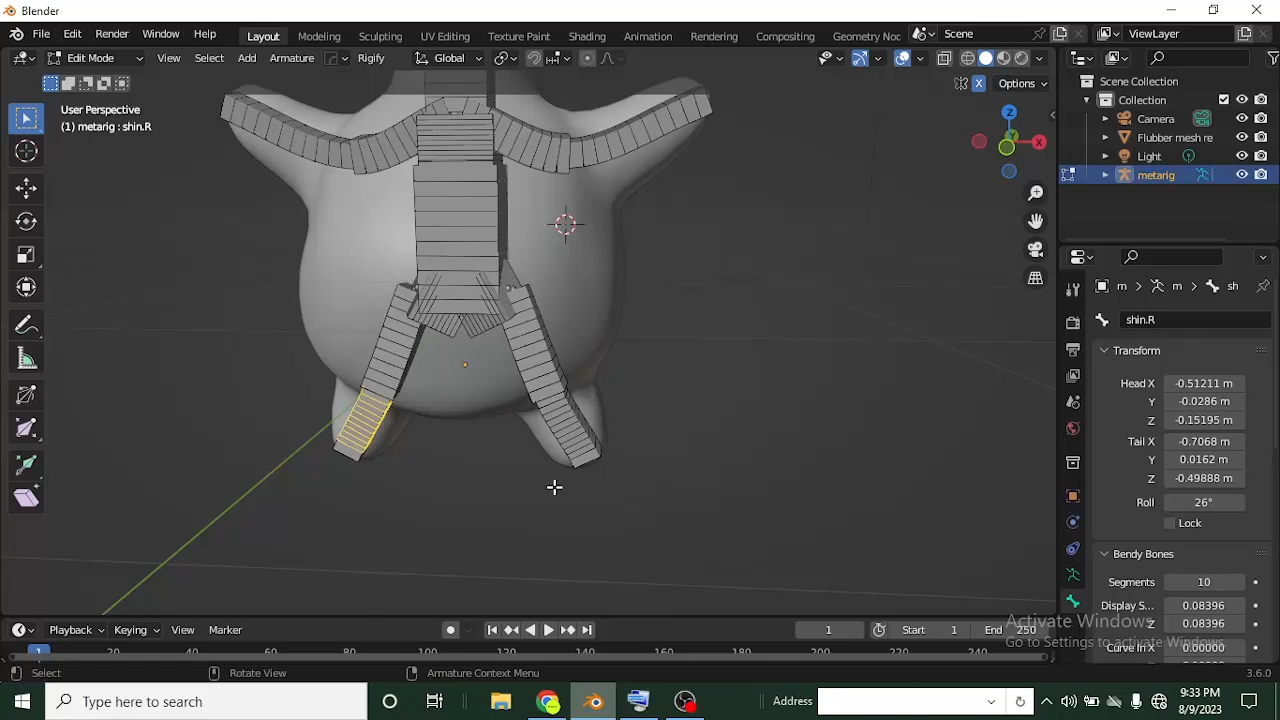 Blender
File Edit Render Window Help Layout Modeling Sculpting UV Editing Texture Paint Shading Animation Rendering Compositing Geometry Noc Scene ViewLayer
Edit Mode View Select Add Armature Rigify Global
X Options
User Perspective
(1) metarig : shin.R
Z
X
Scene Collection
Collection
Camera
Flubber mesh re
Light
metarig
m > m > sh
shin.R
Transform
Head X -0.51211 m
Y -0.0286 m
Z -0.15195 m
Tail X -0.7068 m
Y 0.0162 m
Z -0.49888 m
Roll 26°
Lock
Bendy Bones
Segments 10
Display S... 0.08396
Z 0.08396
Curve In X 0.00000
Activate Windows
Go to Settings to activate Windows.
Playback Keying View Marker 1 Start 1 End 250
1 20 40 60 80 100 120 140 160 180 200 220 240
Select Rotate View Armature Context Menu 3.6.0
Type here to search Address 9:33 PM
8/9/2023